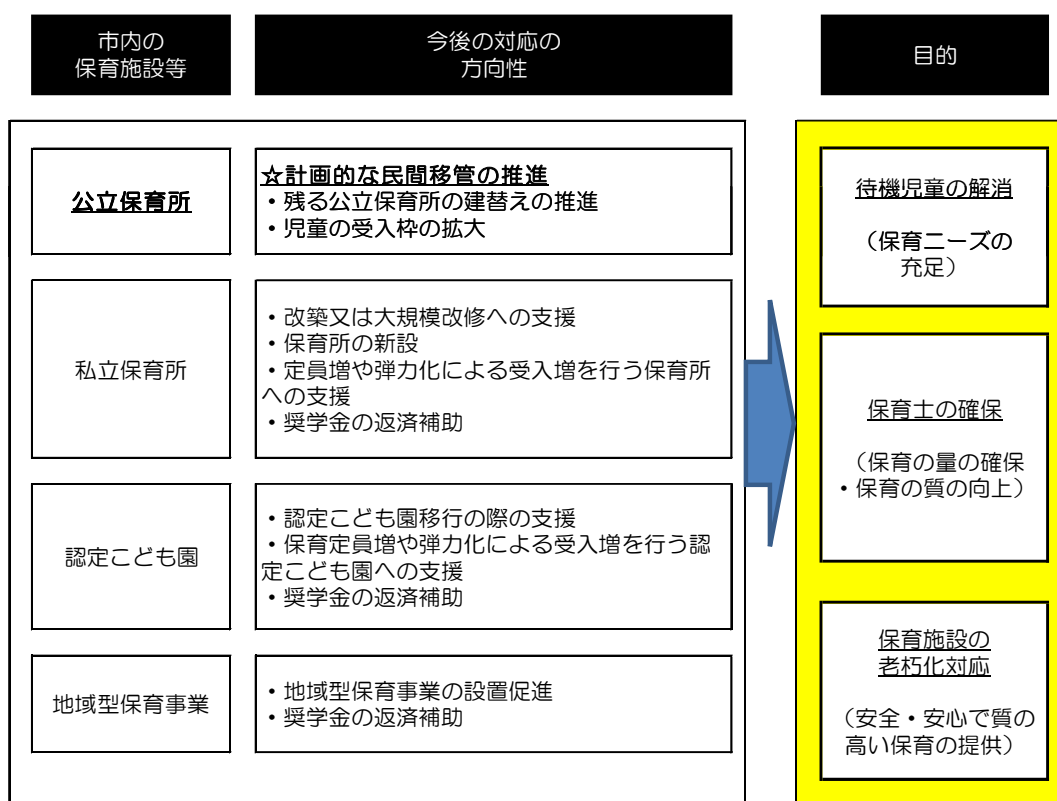 市内の
保育施設等
今後の対応の
方向性
目的
公立保育所
☆計画的な民間移管の推進
・残る公立保育所の建替えの推進
・児童の受入枠の拡大
私立保育所
・改築又は大規模改修への支援
・保育所の新設
・定員増や弾力化による受入増を行う保育所
への支援
・奨学金の返済補助
認定こども園
・認定こども園移行の際の支援
・保育定員増や弾力化による受入増を行う認
定こども園への支援
・奨学金の返済補助
地域型保育事業
・地域型保育事業の設置促進
・奨学金の返済補助
待機児童の解消
（保育ニーズの
充足）
保育士の確保
（保育の量の確保
・保育の質の向上）
保育施設の
老朽化対応
（安全・安心で質の
高い保育の提供）